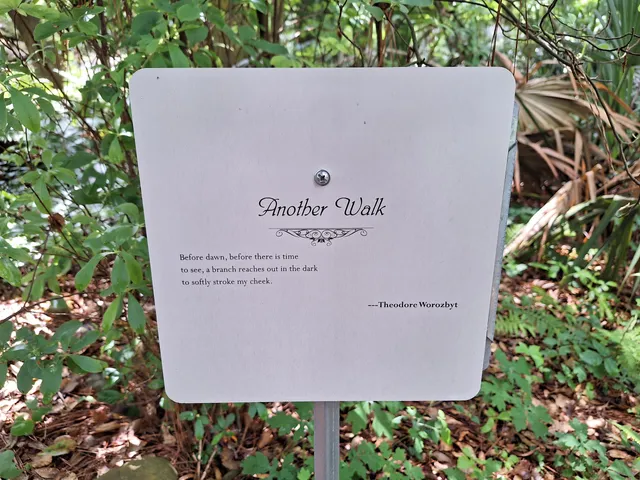 Another Walk
Before dawn, before there is time
to see, a branch reaches out in the dark
to softly stroke my cheek.
---Theodore Worozbyt